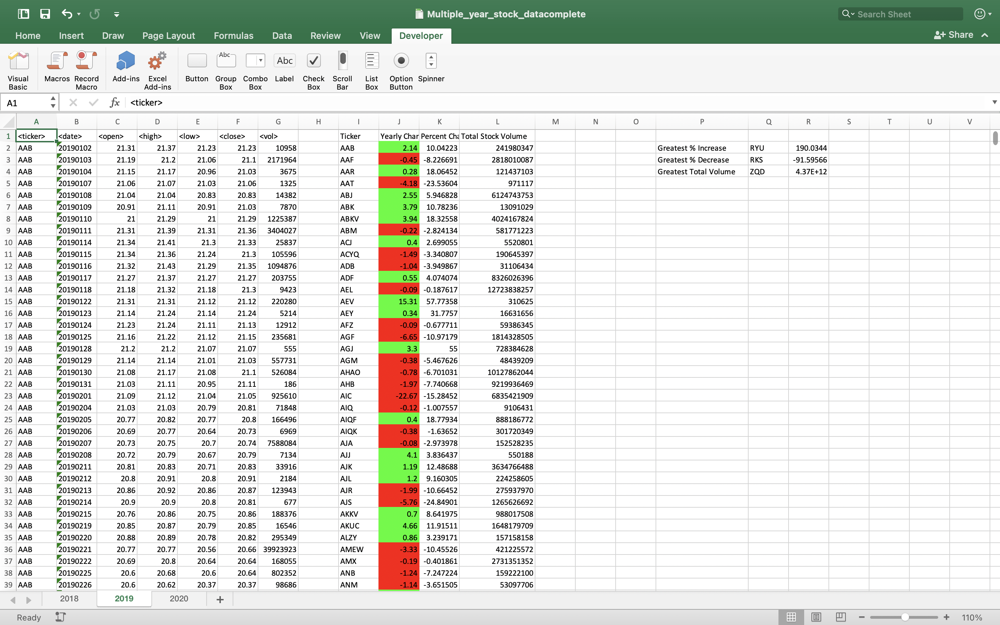 Multiple_year_stock_datacomplete
Search Sheet
Home Insert Draw Page Layout Formulas Data Review View Developer Share
Visual Basic Macros Record Macro Add-ins Excel Add-ins Button Group Box Combo Box Label Check Box Scroll Bar List Box Option Button Spinner
Abc Abc
A1 fx <ticker>
A B C D E F G H I J K L M N O P Q R S T U V
1 <ticker> <date> <open> <high> <low> <close> <vol> Ticker Yearly Char Percent Cha Total Stock Volume
2 AAB 20190102 21.31 21.37 21.23 21.23 10958 AAB 2.14 10.04223 241980347 Greatest % Increase RYU 190.0344
3 AAB 20190103 21.19 21.2 21.06 21.1 2171964 AAF -0.45 -8.226691 2818010087 Greatest % Decrease RKS -91.59566
4 AAB 20190104 21.15 21.17 20.96 21.03 3675 AAR 0.28 18.06452 121437103 Greatest Total Volume ZQD 4.37E+12
5 AAB 20190107 21.06 21.07 21.03 21.06 1325 AAT -4.18 -23.53604 971117
6 AAB 20190108 21.04 21.04 20.83 20.83 14382 ABJ 2.55 5.946828 6124743753
7 AAB 20190109 20.91 21.11 20.91 21.03 7870 ABK 3.79 10.78236 13091029
8 AAB 20190110 21 21.29 21 21.29 1225387 ABKV 3.94 18.32558 4024167824
9 AAB 20190111 21.31 21.39 21.31 21.36 3404027 ABM -0.22 -2.824134 581771223
10 AAB 20190114 21.34 21.41 21.3 21.33 25837 ACJ 0.4 2.699055 5520801
11 AAB 20190115 21.34 21.36 21.24 21.3 105596 ACYQ -1.49 -3.340807 190645397
12 AAB 20190116 21.32 21.43 21.29 21.35 1094876 ADB -1.04 -3.949867 31106434
13 AAB 20190117 21.27 21.37 21.27 21.27 203755 ADF 0.55 4.074074 8326026396
14 AAB 20190118 21.18 21.32 21.18 21.3 9423 AEL -0.09 -0.187617 12723838257
15 AAB 20190122 21.31 21.31 21.12 21.12 220280 AEV 15.31 57.77358 310625
16 AAB 20190123 21.14 21.24 21.14 21.24 5214 AEY 0.34 31.7757 16631656
17 AAB 20190124 21.23 21.24 21.11 21.13 12912 AFZ -0.09 -0.677711 59386345
18 AAB 20190125 21.16 21.22 21.12 21.15 235681 AGF -6.65 -10.97179 1814328505
19 AAB 20190128 21.2 21.2 21.07 21.07 555 AGJ 3.3 55 728384628
20 AAB 20190129 21.14 21.14 21.01 21.03 557731 AGM -0.38 -5.467626 48439209
21 AAB 20190130 21.08 21.17 21.08 21.1 526084 AHAO -0.78 -6.701031 10127862044
22 AAB 20190131 21.03 21.11 20.95 21.11 186 AHB -1.97 -7.740668 9219936469
23 AAB 20190201 21.09 21.12 21.04 21.05 925610 AIC -22.67 -15.28452 6835421909
24 AAB 20190204 21.03 21.03 20.79 20.81 71848 AIQ -0.12 -1.007557 9106431
25 AAB 20190205 20.77 20.82 20.77 20.8 166496 AIQF 0.4 18.77934 888186772
26 AAB 20190206 20.69 20.77 20.64 20.73 6969 AIQK -0.38 -1.63652 301720349
27 AAB 20190207 20.73 20.75 20.7 20.74 7588084 AJA -0.08 -2.973978 152528235
28 AAB 20190208 20.72 20.79 20.67 20.79 7134 AJJ 4.1 3.836437 550188
29 AAB 20190211 20.81 20.83 20.71 20.83 33916 AJK 1.19 12.48688 3634766488
30 AAB 20190212 20.8 20.91 20.8 20.91 2184 AJL 1.2 9.160305 224258605
31 AAB 20190213 20.86 20.92 20.86 20.87 123943 AJR -1.99 -10.66452 275937970
32 AAB 20190214 20.9 20.9 20.8 20.81 677 AJS -5.76 -24.84901 1265626692
33 AAB 20190215 20.76 20.86 20.75 20.86 188376 AKKV 0.7 8.641975 988017508
34 AAB 20190219 20.85 20.87 20.79 20.85 16546 AKUC 4.66 11.91511 1648179709
35 AAB 20190220 20.88 20.89 20.78 20.82 295349 ALZY 0.86 3.239171 157158158
36 AAB 20190221 20.77 20.77 20.56 20.66 39923923 AMEW -3.33 -10.45526 421225572
37 AAB 20190222 20.69 20.8 20.64 20.64 168055 AMX -0.19 -0.401861 2731351352
38 AAB 20190225 20.6 20.68 20.6 20.64 802352 ANB -1.24 -7.247224 159222100
39 AAB 20190226 20.6 20.62 20.37 20.37 98686 ANM -1.14 -3.651505 53097706
2018 2019 2020 +
Ready 110%